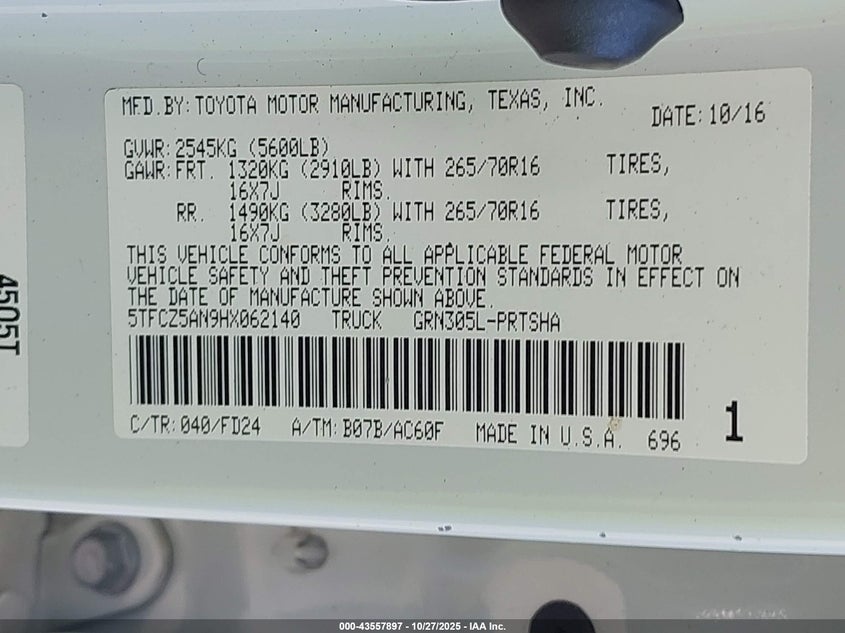 MFD.BY:TOYOTA MOTOR MANUFACTURING, TEXAS, INC.
DATE:10/16
GVWR:2545KG (5600LB)
GAWR:FRT. 1320KG (2910LB) WITH 265/70R16 TIRES,
16X7J RIMS.
RR. 1490KG (3280LB) WITH 265/70R16 TIRES,
16X7J RIMS.
THIS VEHICLE CONFORMS TO ALL APPLICABLE FEDERAL MOTOR
VEHICLE SAFETY AND THEFT PREVENTION STANDARDS IN EFFECT ON
THE DATE OF MANUFACTURE SHOWN ABOVE.
5TFCZ5AN9HX062140 TRUCK GRN305L-PRTSHA
C/TR:040/FD24 A/TM:B07B/AC60F MADE IN U.S.A. 696
1
4505T
000-43557897 - 10/27/2025 - IAA Inc.